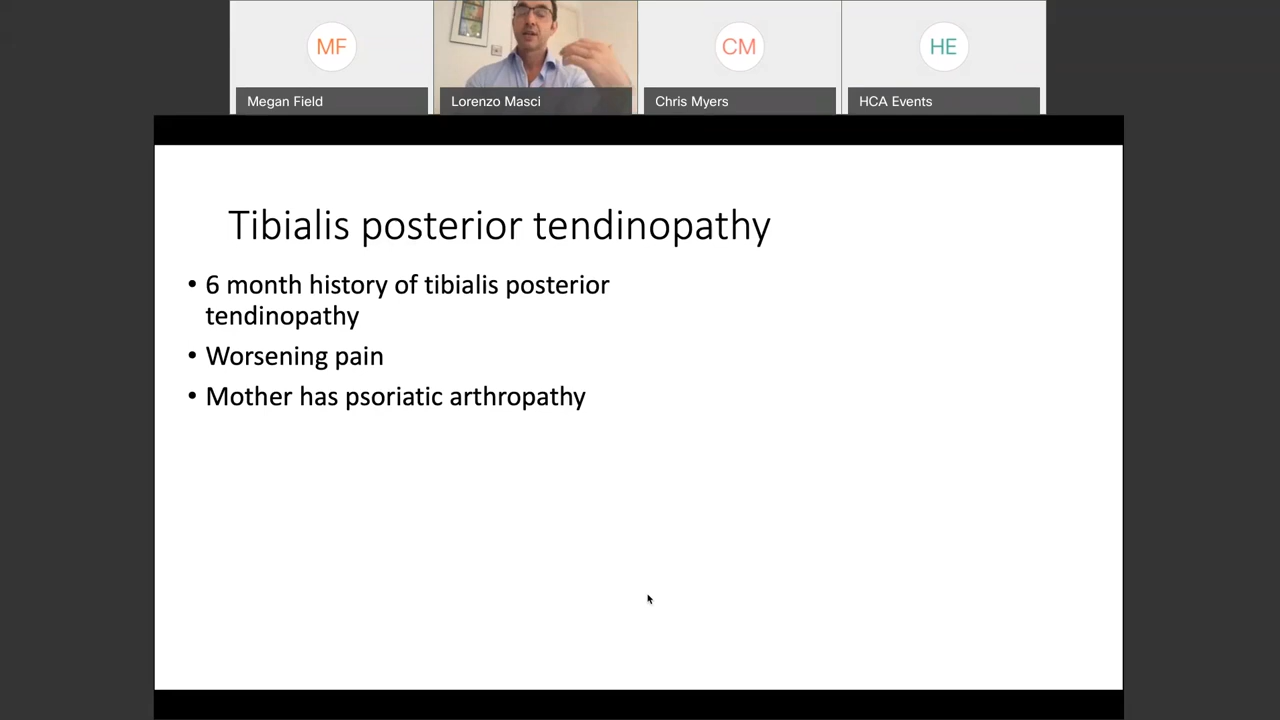 MF
CM
HE
Megan Field
Lorenzo Masci
Chris Myers
HCA Events
Tibialis posterior tendinopathy
• 6 month history of tibialis posterior
tendinopathy
• Worsening pain
• Mother has psoriatic arthropathy